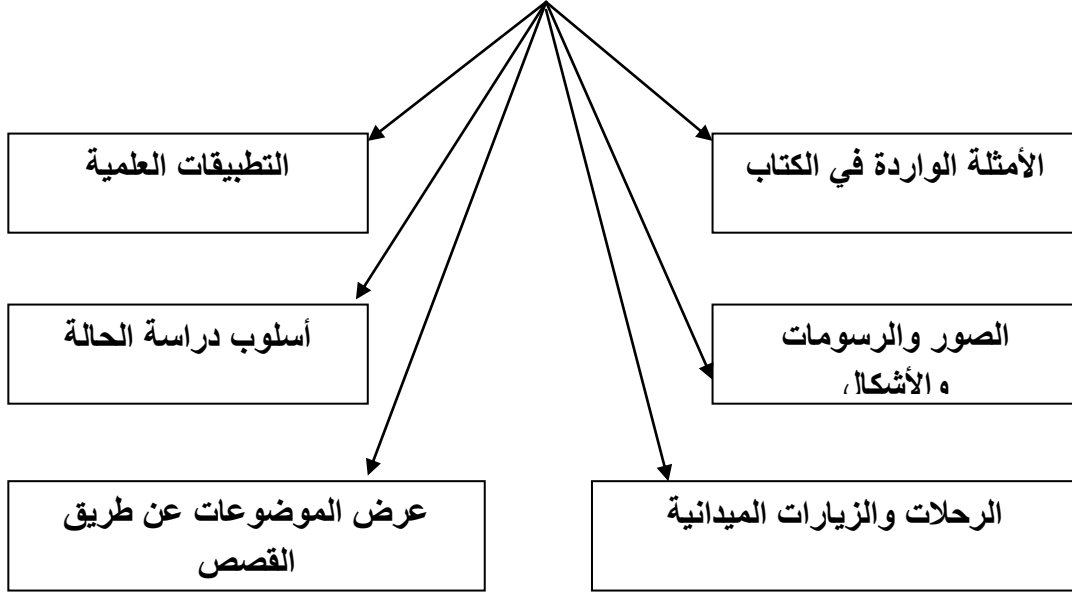 الأمثلة الواردة في الكتاب
التطبيقات العلمية
الصور والرسومات
والأشكال
أسلوب دراسة الحالة
الرحلات والزيارات الميدانية
عرض الموضوعات عن طريق
القصص